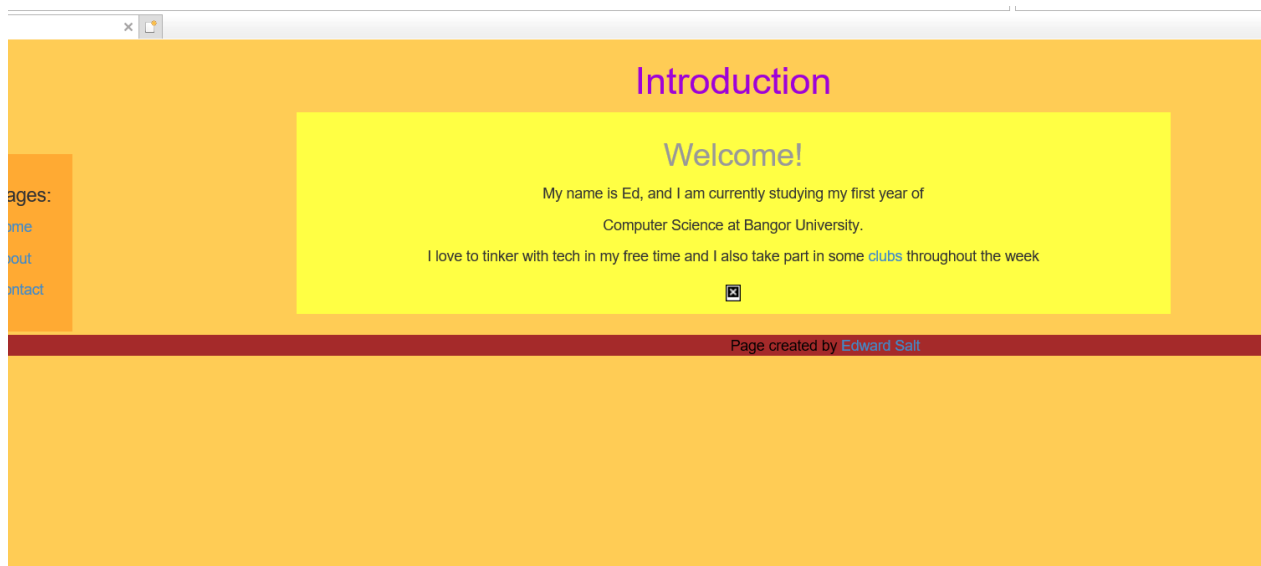 Introduction
Welcome!
My name is Ed, and I am currently studying my first year of
Computer Science at Bangor University.
I love to tinker with tech in my free time and I also take part in some clubs throughout the week
ages:
ome
bout
ontact
Page created by Edward Salt